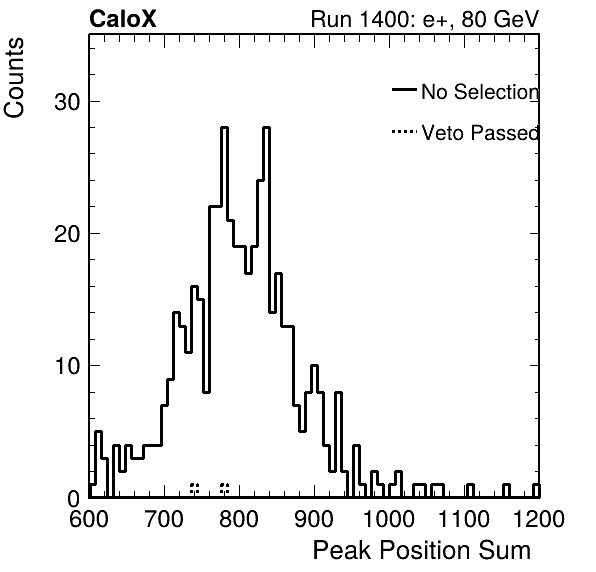 CaloX Run 1400: e+, 80 GeV
Counts
No Selection
Veto Passed
30
20
10
0
600 700 800 900 1000 1100 1200
Peak Position Sum